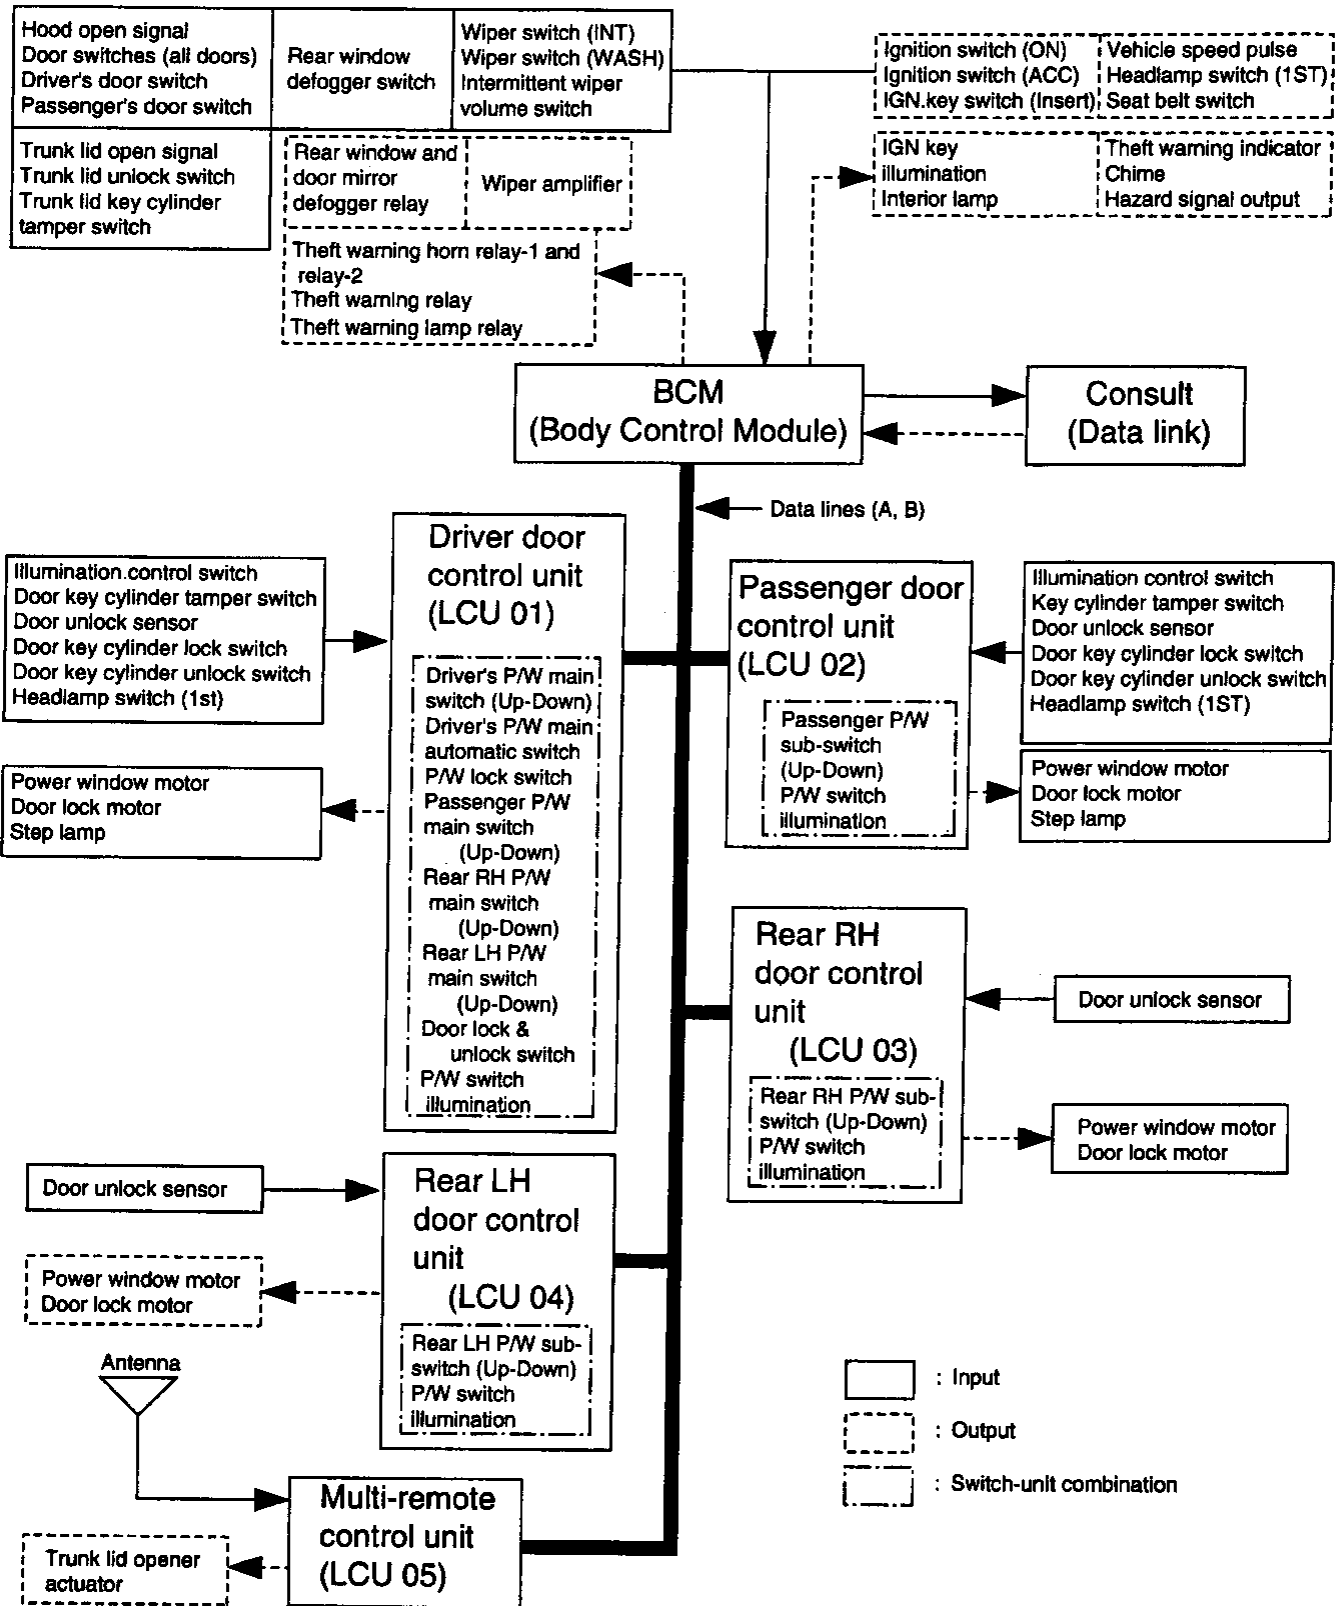 Hood open signal
Door switches (all doors)
Driver's door switch
Passenger's door switch
Rear window
defogger switch
Wiper switch (INT)
Wiper switch (WASH)
Intermittent wiper
volume switch
Ignition switch (ON)
Ignition switch (ACC)
IGN.key switch (Insert)
Vehicle speed pulse
Headlamp switch (1ST)
Seat belt switch
Trunk lid open signal
Trunk lid unlock switch
Trunk lid key cylinder
tamper switch
Rear window and
door mirror
defogger relay
Wiper amplifier
IGN key
illumination
Interior lamp
Theft warning indicator
Chime
Hazard signal output
Theft warning horn relay-1 and
relay-2
Theft warning relay
Theft warning lamp relay
BCM
(Body Control Module)
Consult
(Data link)
Data lines (A, B)
Driver door
control unit
(LCU 01)
Illumination.control switch
Door key cylinder tamper switch
Door unlock sensor
Door key cylinder lock switch
Door key cylinder unlock switch
Headlamp switch (1st)
Driver's P/W main
switch (Up-Down)
Driver's P/W main
automatic switch
P/W lock switch
Passenger P/W
main switch
(Up-Down)
Rear RH P/W
main switch
(Up-Down)
Rear LH P/W
main switch
(Up-Down)
Door lock &
unlock switch
P/W switch
illumination
Power window motor
Door lock motor
Step lamp
Passenger door
control unit
(LCU 02)
Passenger P/W
sub-switch
(Up-Down)
P/W switch
illumination
Illumination control switch
Key cylinder tamper switch
Door unlock sensor
Door key cylinder lock switch
Door key cylinder unlock switch
Headlamp switch (1ST)
Power window motor
Door lock motor
Step lamp
Rear RH
door control
unit
(LCU 03)
Rear RH P/W sub-
switch (Up-Down)
P/W switch
illumination
Door unlock sensor
Power window motor
Door lock motor
Door unlock sensor
Rear LH
door control
unit
(LCU 04)
Rear LH P/W sub-
switch (Up-Down)
P/W switch
illumination
Power window motor
Door lock motor
Antenna
Multi-remote
control unit
(LCU 05)
Trunk lid opener
actuator
: Input
: Output
: Switch-unit combination